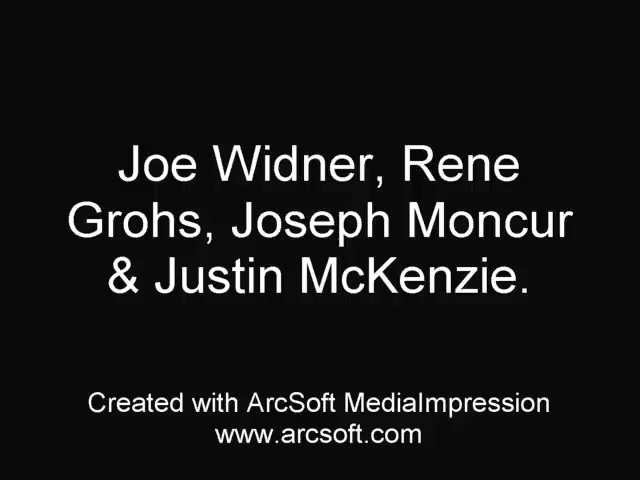 Joe Widner, Rene
Grohs, Joseph Moncur
& Justin McKenzie.
Created with ArcSoft MediaImpression
www.arcsoft.com